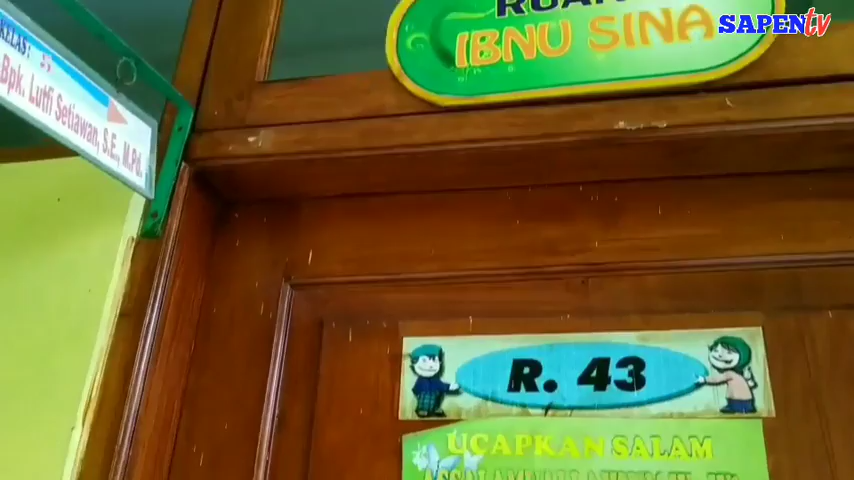 RUANG
IBNU SINA
SAPEN tv
KELAS:
Bpk. Lutfi Setiawan, S.E., M.Pd.
R. 43
UCAPKAN SALAM